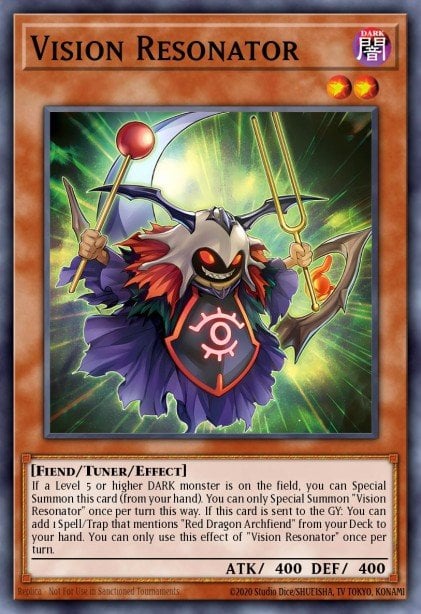 Vision Resonator
DARK
闇
[Fiend/Tuner/Effect]
If a Level 5 or higher DARK monster is on the field, you can Special
Summon this card (from your hand). You can only Special Summon "Vision
Resonator" once per turn this way. If this card is sent to the GY: You can
add 1 Spell/Trap that mentions "Red Dragon Archfiend" from your Deck to
your hand. You can only use this effect of "Vision Resonator" once per
turn.
ATK/ 400 DEF/ 400
Replica - Not For Use in Sanctioned Tournaments
©2020 Studio Dice/SHUEISHA, TV TOKYO, KONAMI